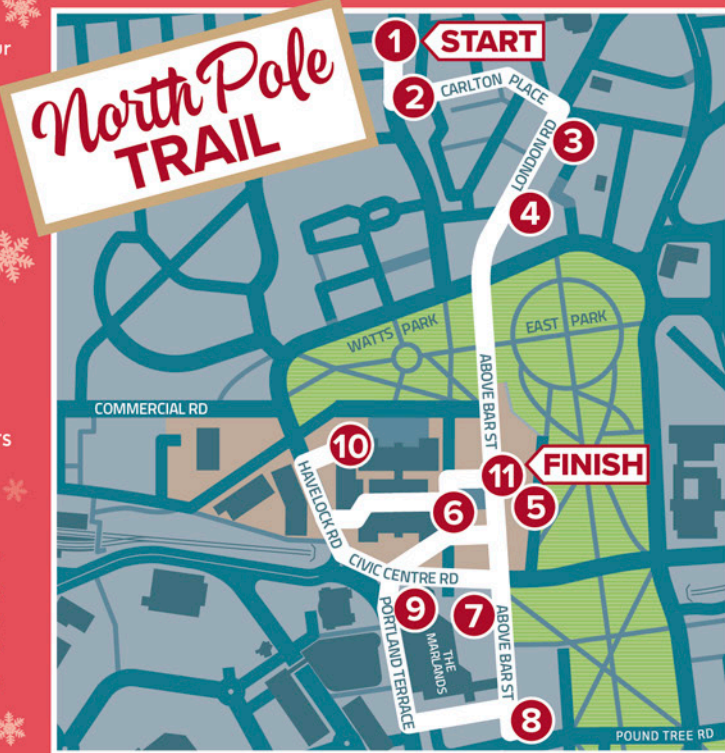 ur
North Pole
TRAIL
1
START
2
CARLTON PLACE
3
LONDON RD
4
WATTS PARK
EAST PARK
ABOVE BAR ST
COMMERCIAL RD
rs
10
11
FINISH
HAVELOCK RD
6
5
CIVIC CENTRE RD
9
7
PORTLAND TERRACE
THE
MARLANDS
ABOVE BAR ST
8
POUND TREE RD